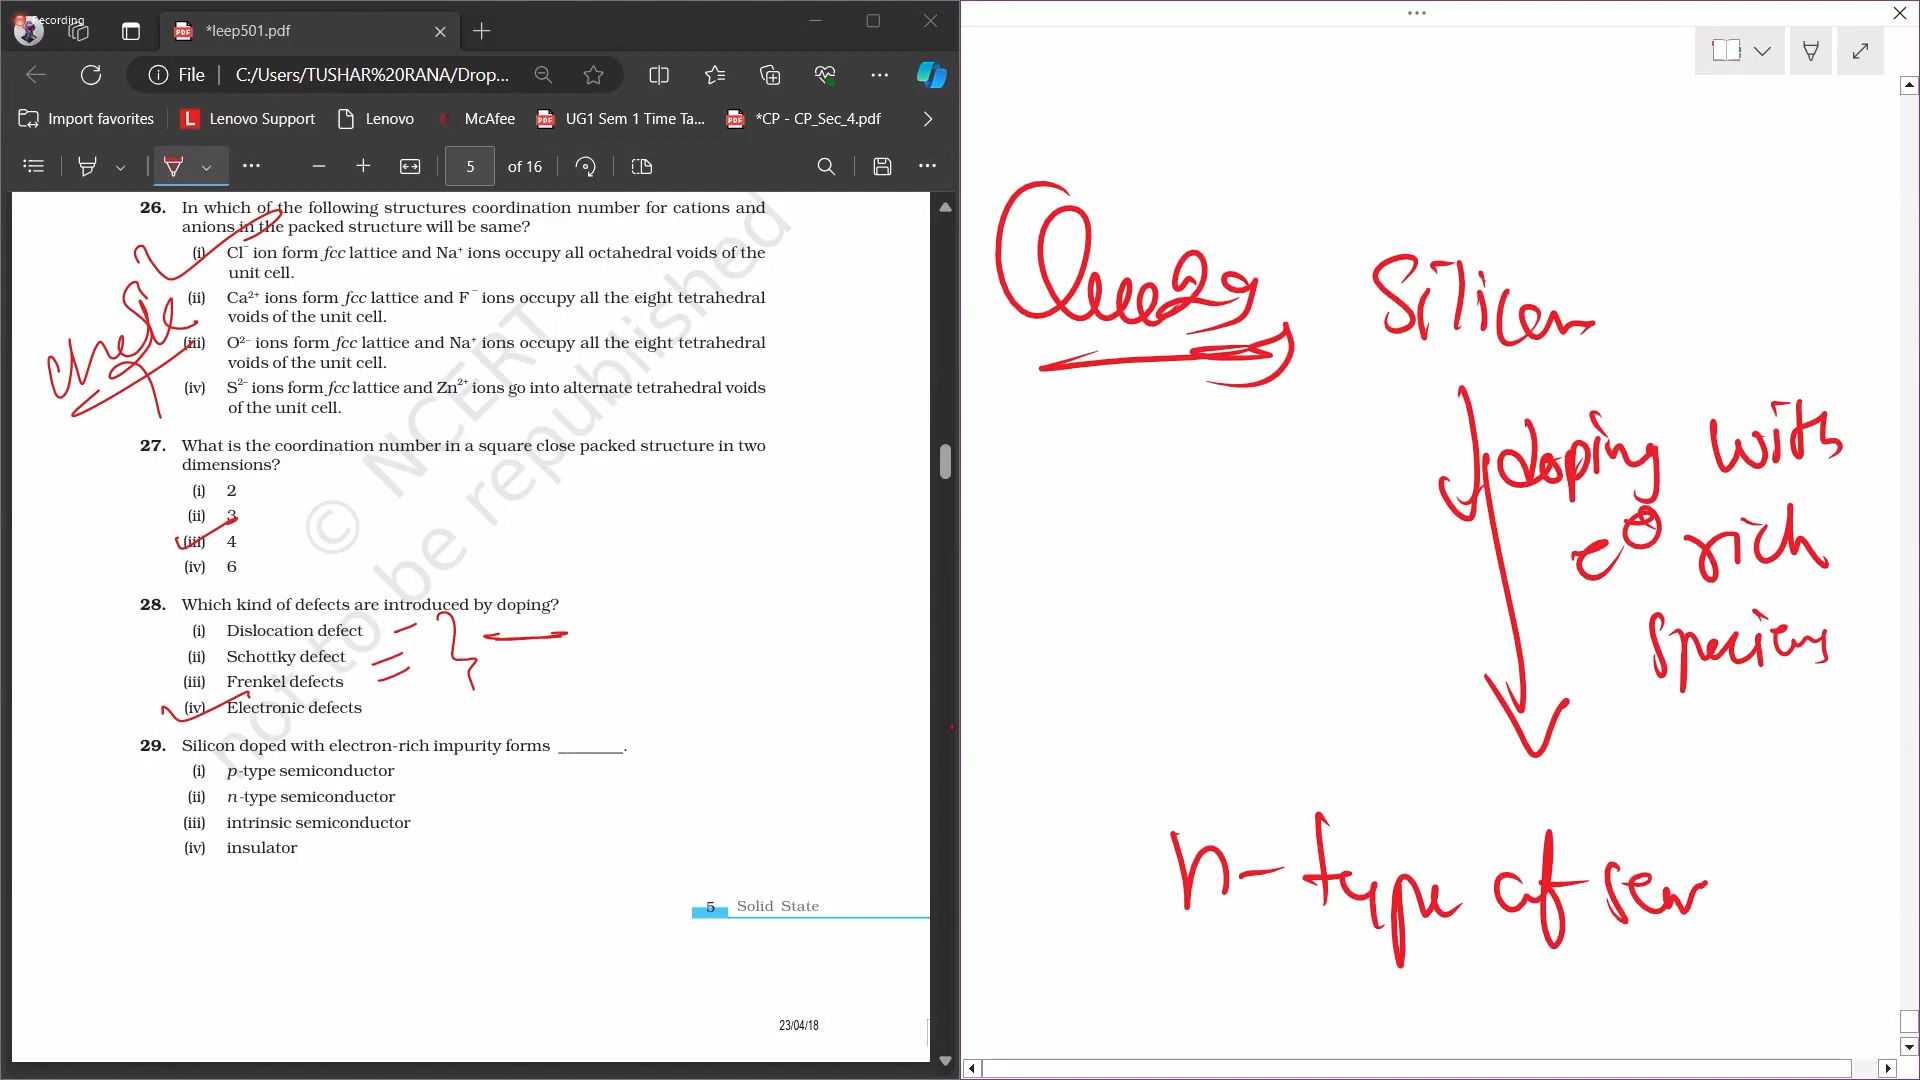 Recording
*leep501.pdf
File
C:/Users/TUSHAR%20RANA/Drop...
Import favorites
Lenovo Support
Lenovo
McAfee
UG1 Sem 1 Time Ta...
*CP - CP_Sec_4.pdf
5 of 16
26. In which of the following structures coordination number for cations and
anions in the packed structure will be same?
(i) Cl⁻ ion form fcc lattice and Na⁺ ions occupy all octahedral voids of the
unit cell.
(ii) Ca²⁺ ions form fcc lattice and F⁻ ions occupy all the eight tetrahedral
voids of the unit cell.
(iii) O²⁻ ions form fcc lattice and Na⁺ ions occupy all the eight tetrahedral
voids of the unit cell.
(iv) S²⁻ ions form fcc lattice and Zn²⁺ ions go into alternate tetrahedral voids
of the unit cell.
27. What is the coordination number in a square close packed structure in two
dimensions?
(i) 2
(ii) 3
(iii) 4
(iv) 6
28. Which kind of defects are introduced by doping?
(i) Dislocation defect
(ii) Schottky defect
(iii) Frenkel defects
(iv) Electronic defects
29. Silicon doped with electron-rich impurity forms ________.
(i) p-type semiconductor
(ii) n-type semiconductor
(iii) intrinsic semiconductor
(iv) insulator
5 Solid State
23/04/18
© NCERT
not to be republished
Silicon
doping with
e⊖ rich
species
n-type of sem